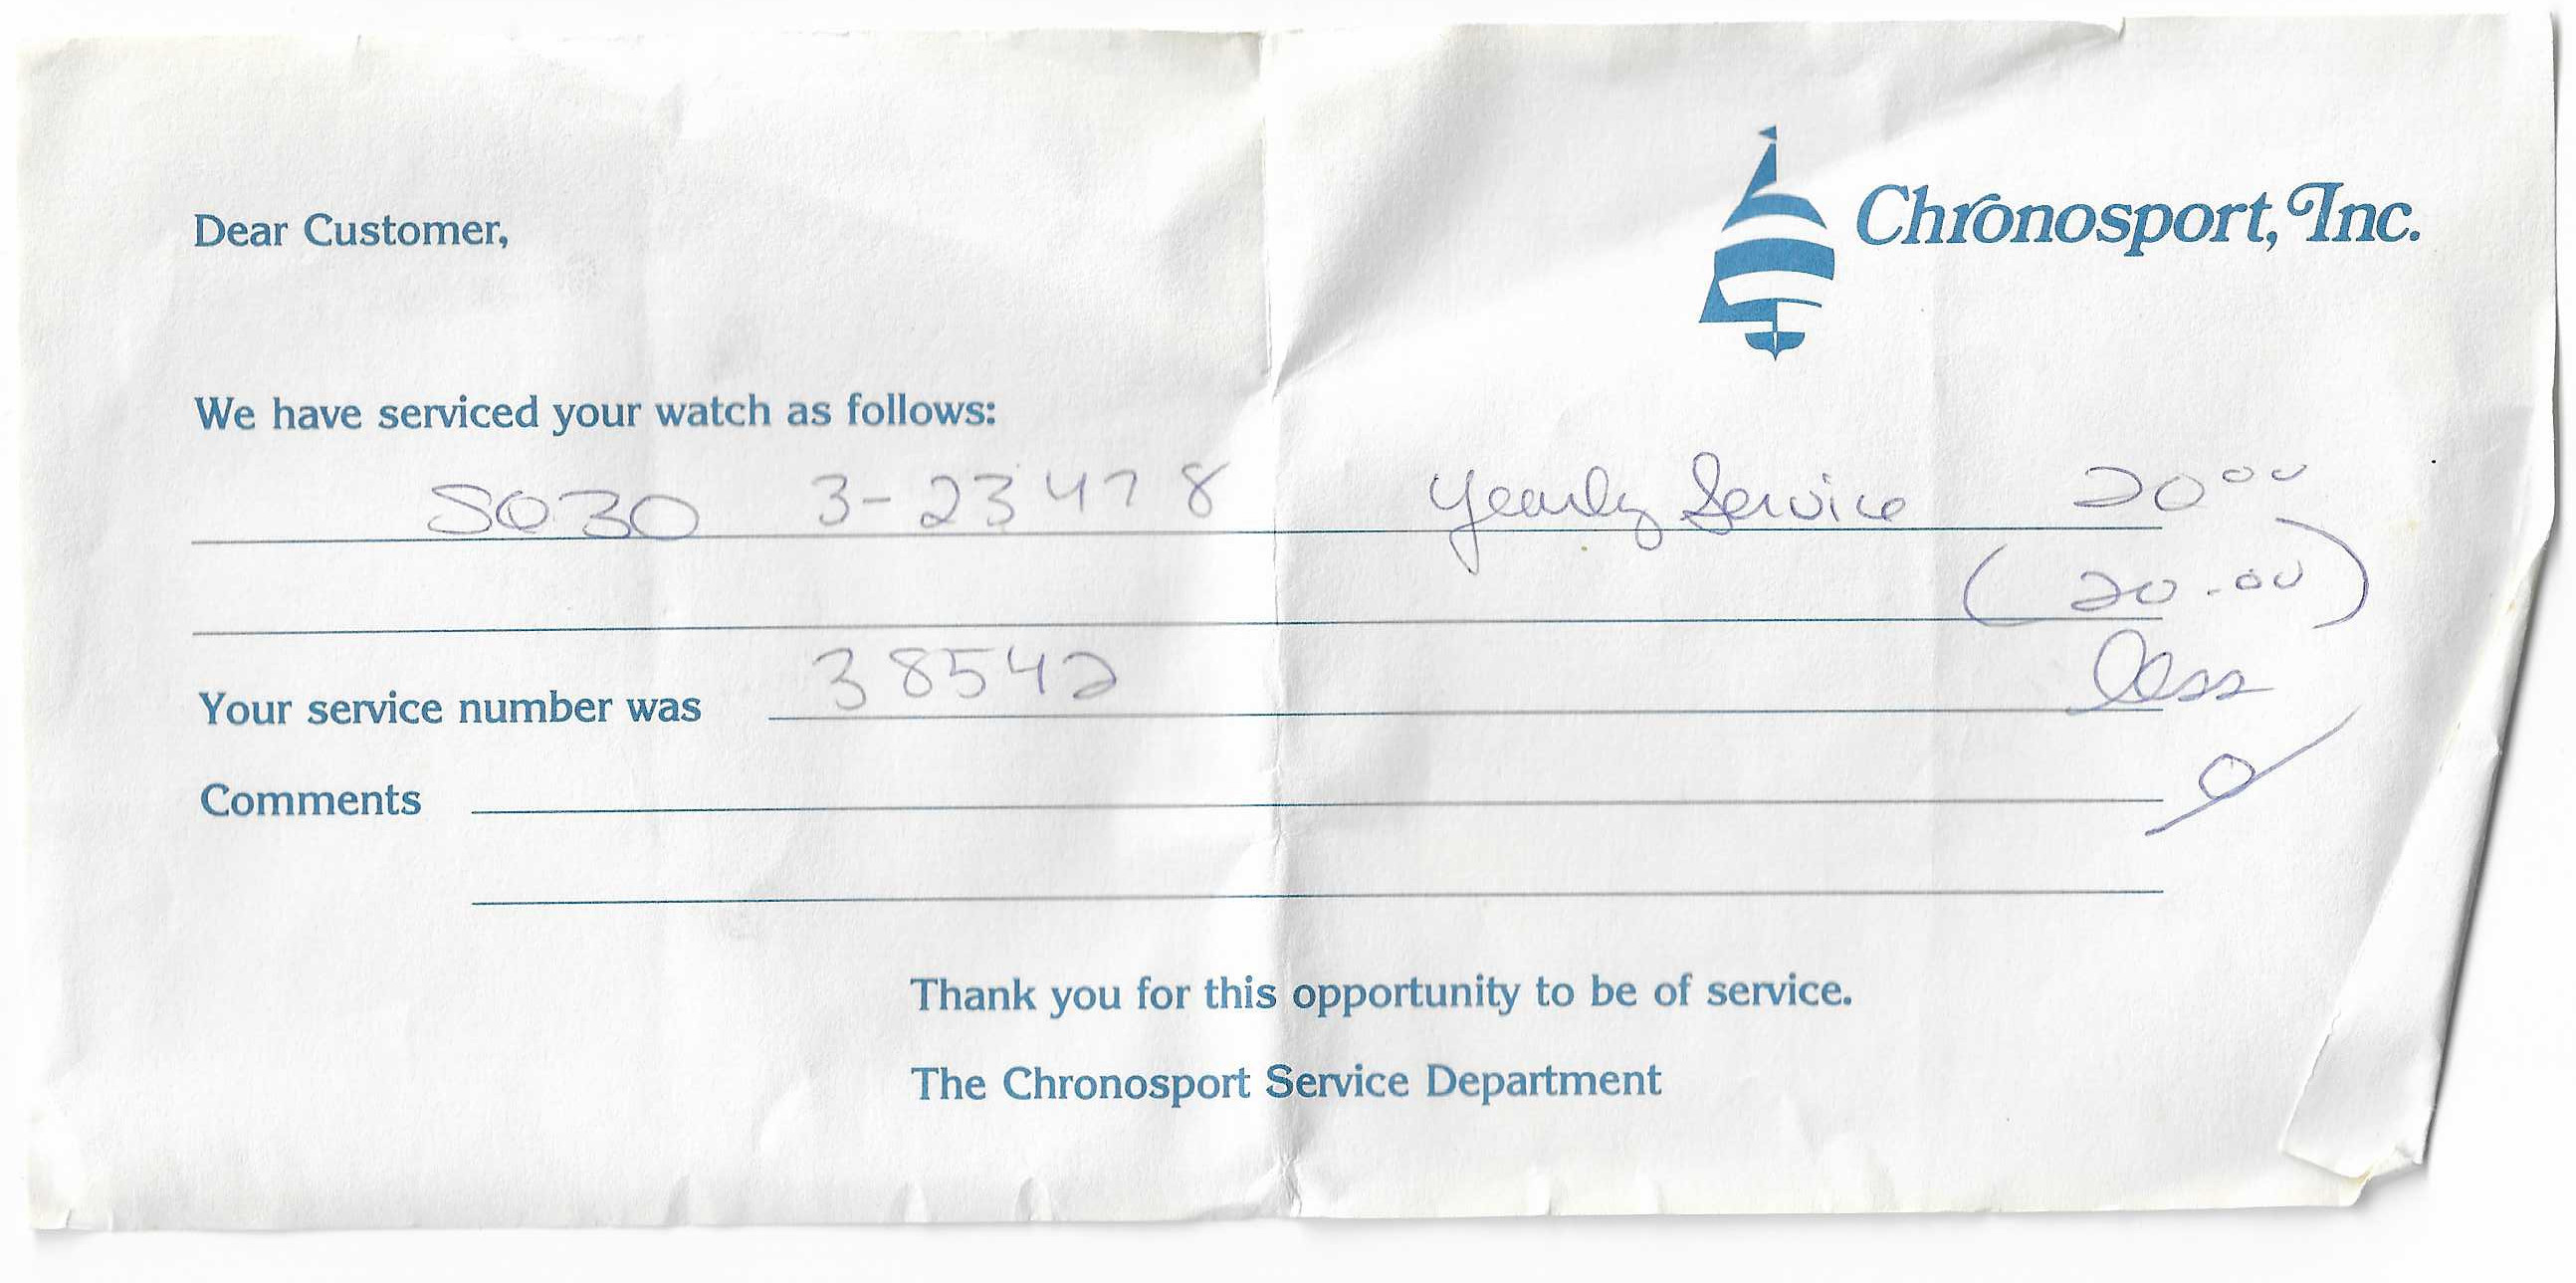 Chronosport, Inc.
Dear Customer,
We have serviced your watch as follows:
SQ30 3-23478 Yearly Service 20.00
(20.00)
Your service number was 38542 less
0
Comments
Thank you for this opportunity to be of service.
The Chronosport Service Department